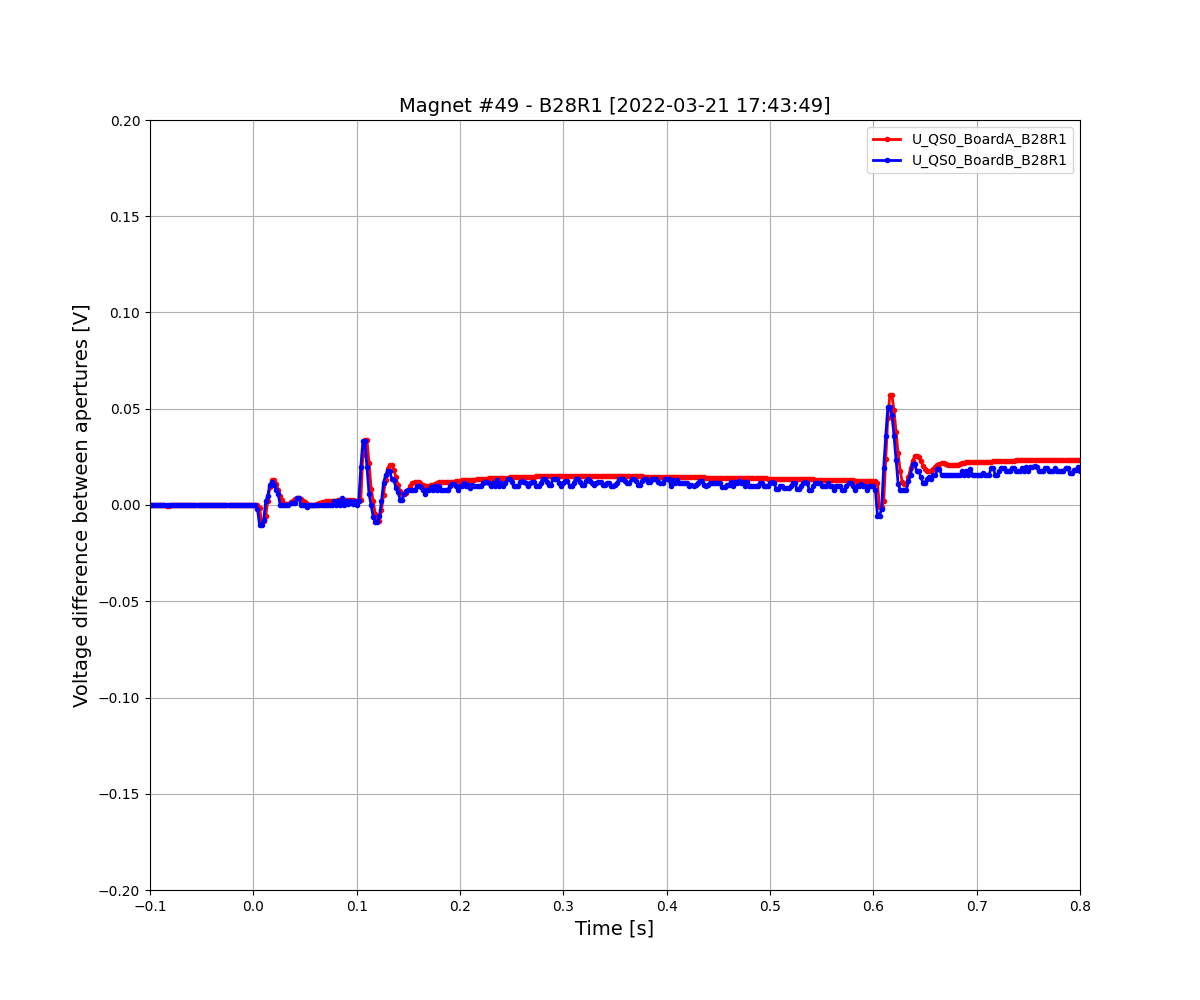 Magnet #49 - B28R1 [2022-03-21 17:43:49]
U_QS0_BoardA_B28R1
U_QS0_BoardB_B28R1
Voltage difference between apertures [V]
0.20
0.15
0.10
0.05
0.00
−0.05
−0.10
−0.15
−0.20
−0.1 0.0 0.1 0.2 0.3 0.4 0.5 0.6 0.7 0.8
Time [s]